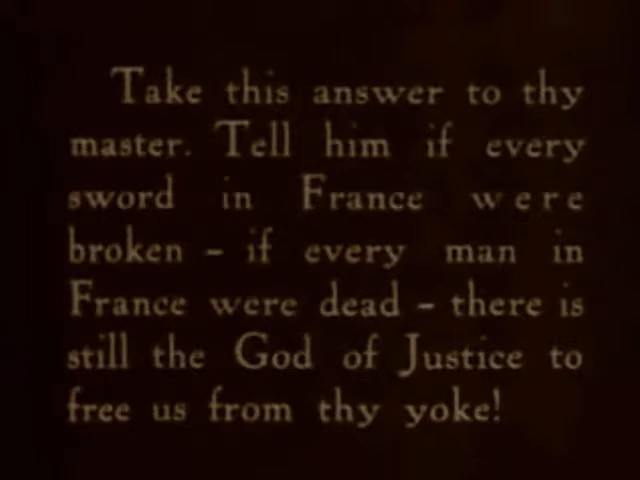 Take this answer to thy
master. Tell him if every
sword in France were
broken – if every man in
France were dead – there is
still the God of Justice to
free us from thy yoke!